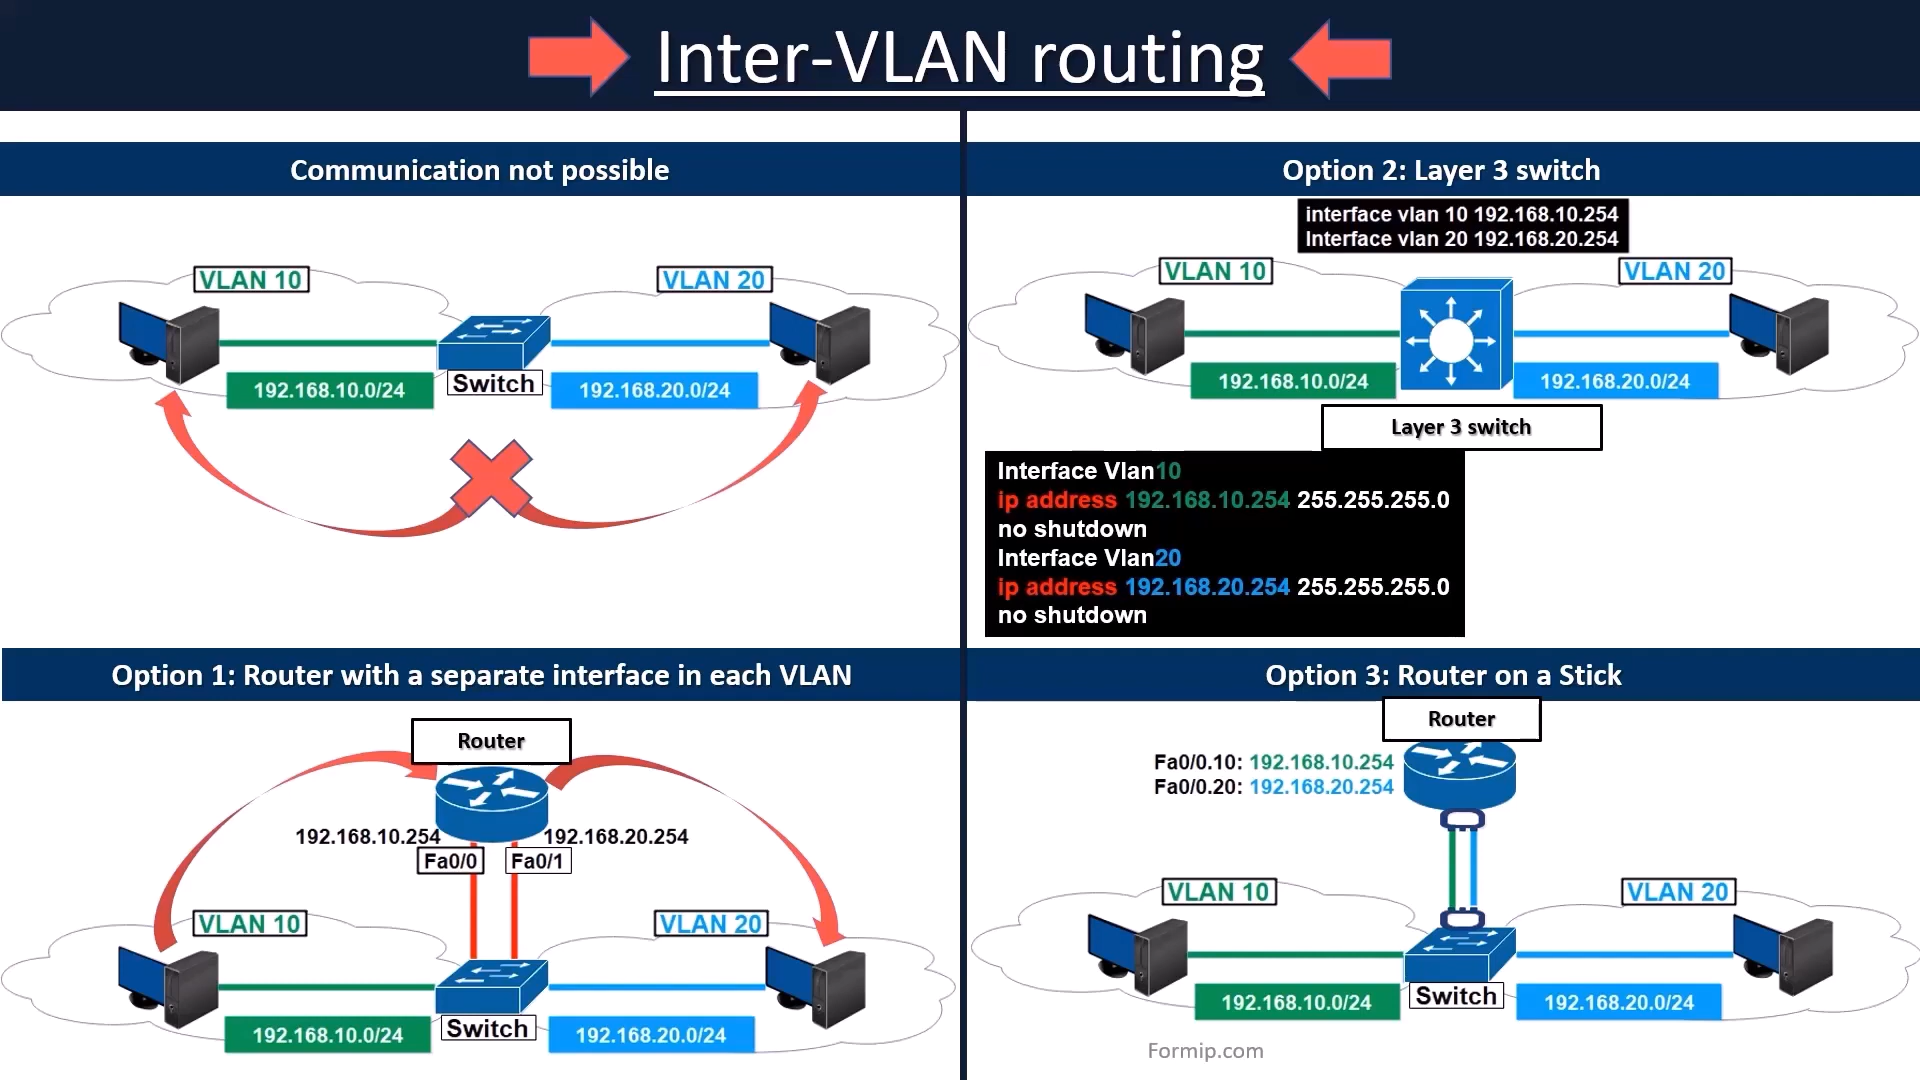 Inter-VLAN routing
Communication not possible
VLAN 10
VLAN 20
192.168.10.0/24
Switch
192.168.20.0/24
Option 2: Layer 3 switch
interface vlan 10 192.168.10.254
Interface vlan 20 192.168.20.254
VLAN 10
VLAN 20
192.168.10.0/24
192.168.20.0/24
Layer 3 switch
Interface Vlan10
ip address 192.168.10.254 255.255.255.0
no shutdown
Interface Vlan20
ip address 192.168.20.254 255.255.255.0
no shutdown
Option 1: Router with a separate interface in each VLAN
Router
192.168.10.254
192.168.20.254
Fa0/0
Fa0/1
VLAN 10
VLAN 20
192.168.10.0/24
Switch
192.168.20.0/24
Option 3: Router on a Stick
Router
Fa0/0.10: 192.168.10.254
Fa0/0.20: 192.168.20.254
VLAN 10
VLAN 20
192.168.10.0/24
Switch
192.168.20.0/24
Formip.com